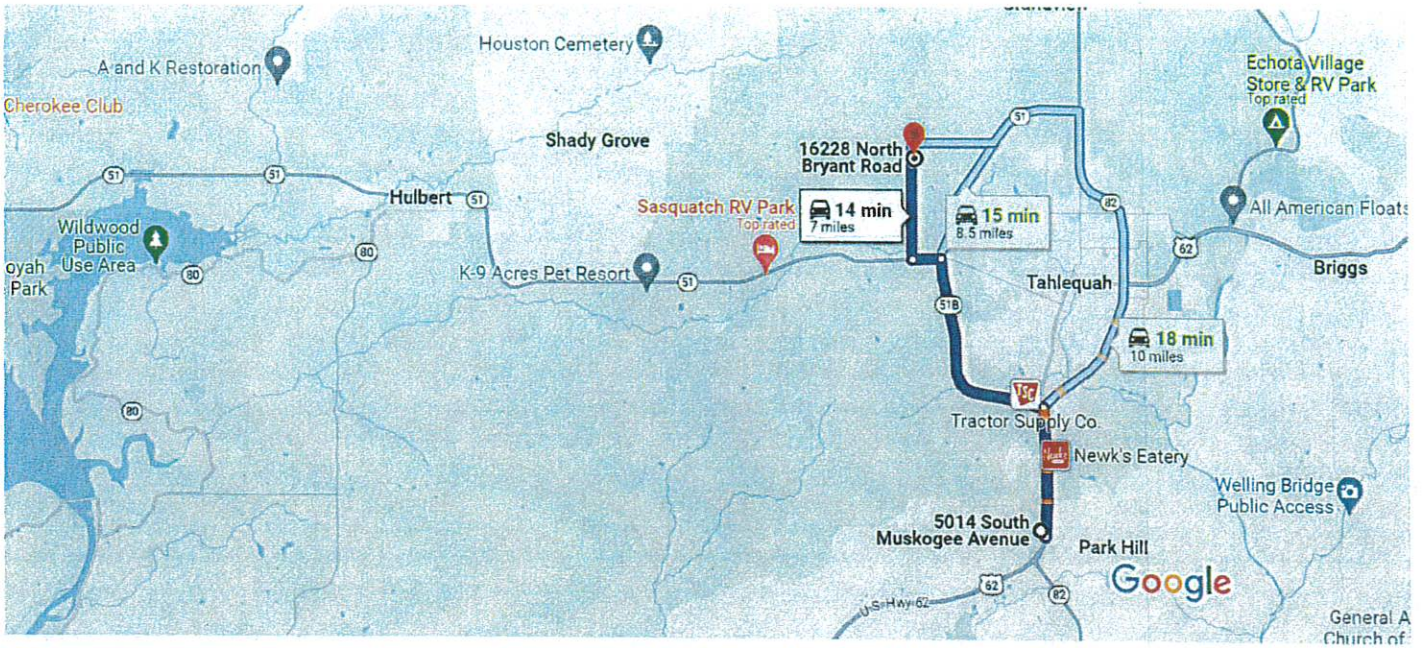 Houston Cemetery
A and K Restoration
Cherokee Club
Echota Village
Store & RV Park
Top rated
51
Shady Grove
16228 North
Bryant Road
51
51
Hulbert
51
14 min
7 miles
15 min
8.5 miles
82
All American Floats
Sasquatch RV Park
Top rated
Wildwood
Public
Use Area
oyah
Park
80
80
62
Briggs
K-9 Acres Pet Resort
51
Tahlequah
51B
18 min
10 miles
TSC
Tractor Supply Co.
80
Newk's Eatery
Welling Bridge
Public Access
5014 South
Muskogee Avenue
Park Hill
Google
62
82
U.S. Hwy 62
General A
Church of